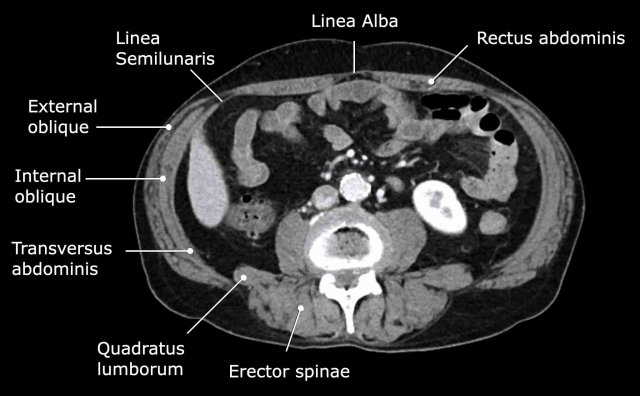 Linea Alba
Linea
Semilunaris
Rectus abdominis
External
oblique
Internal
oblique
Transversus
abdominis
Quadratus
lumborum
Erector spinae